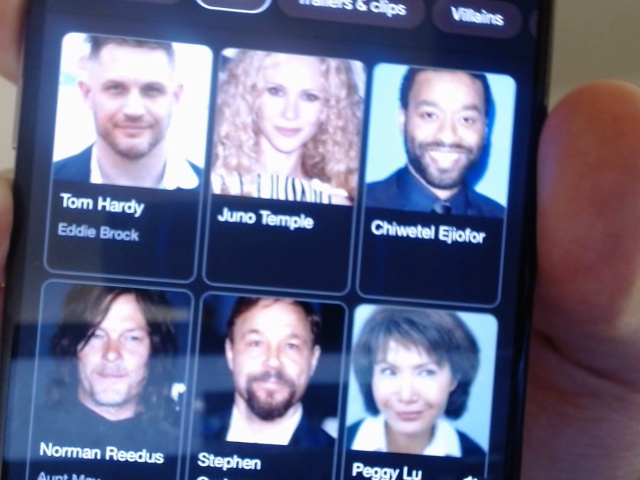 Trailers & clips
Villains
Tom Hardy
Eddie Brock
Juno Temple
Chiwetel Ejiofor
Norman Reedus
Stephen
Peggy Lu